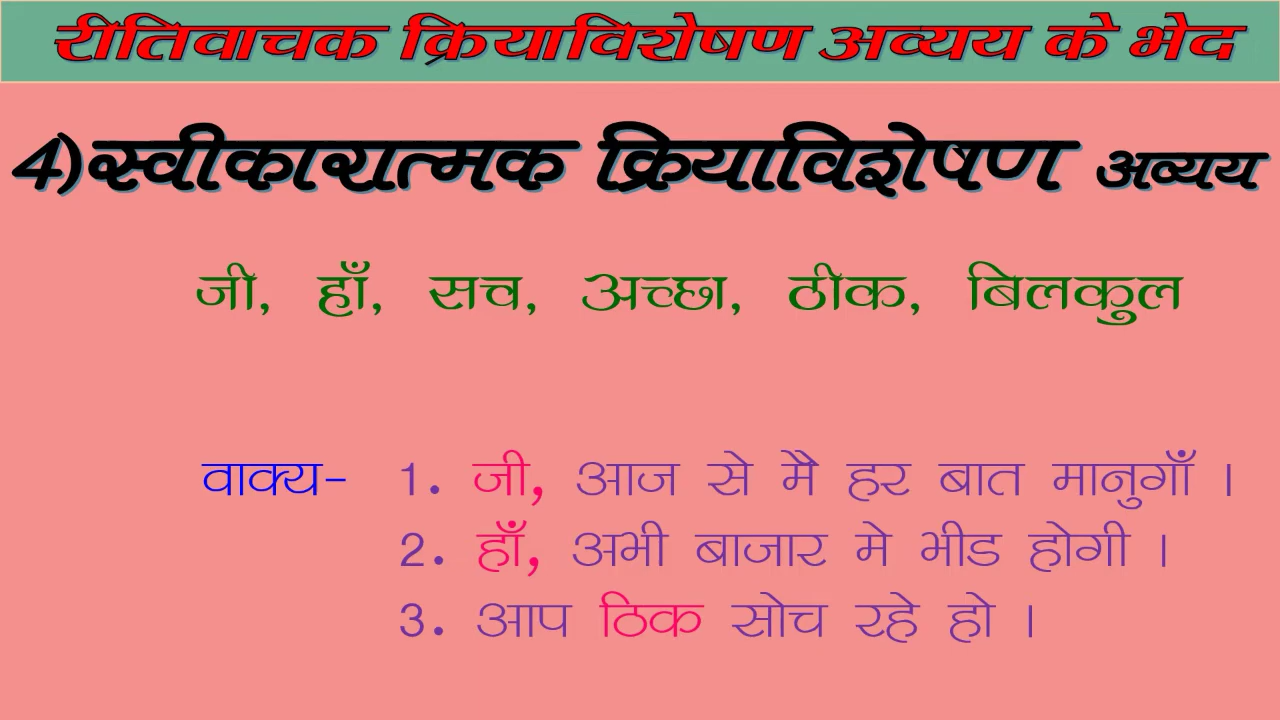 रीतिवाचक क्रियाविशेषण अव्यय के भेद
4)स्वीकारात्मक क्रियाविशेषण अव्यय
जी, हाँ, सच, अच्छा, ठीक, बिलकुल
वाक्य- 1. जी, आज से मै हर बात मानुगाँ ।
2. हाँ, अभी बाजार मे भीड होगी ।
3. आप ठिक सोच रहे हो ।